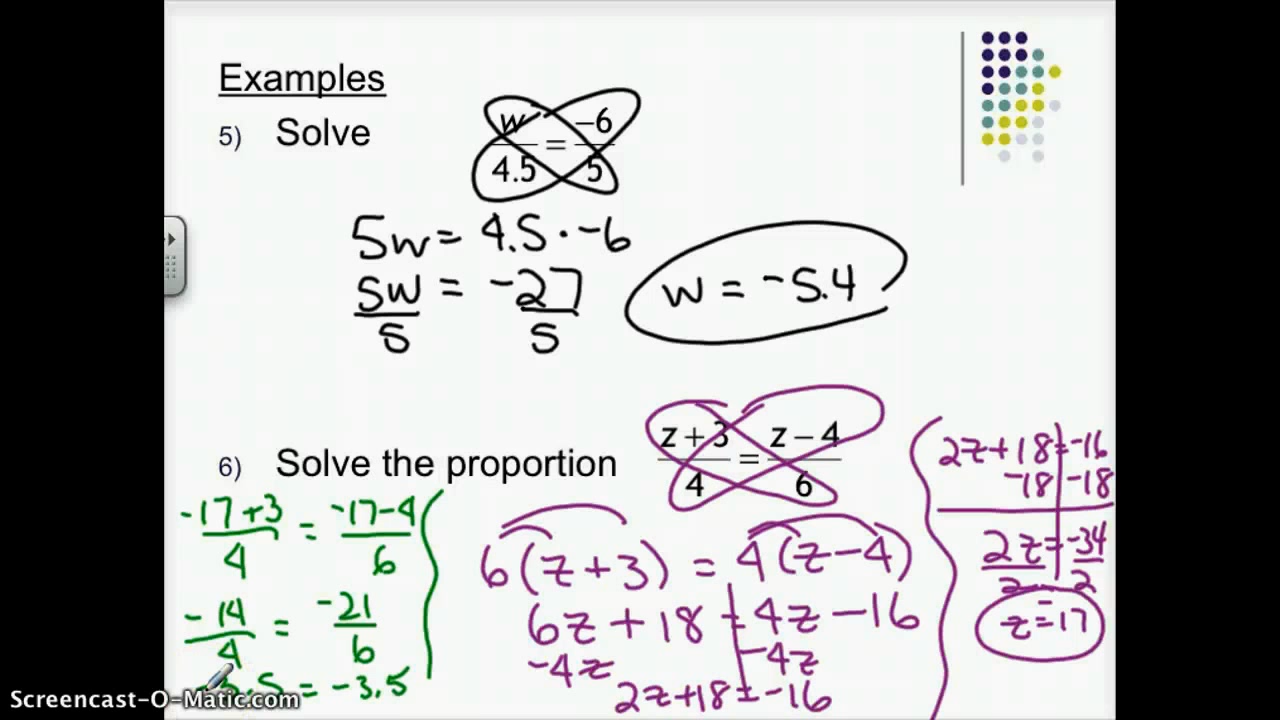 Examples
5) Solve w/4.5 = -6/5
5w = 4.5 · -6
5w/5 = -27/5
w = -5.4
6) Solve the proportion (z + 3)/4 = (z - 4)/6
6(z + 3) = 4(z - 4)
6z + 18 = 4z - 16
-4z -4z
2z + 18 = -16
2z + 18 = -16
-18 -18
2z/2 = -34/2
z = -17
(-17 + 3)/4 = (-17 - 4)/6
-14/4 = -21/6
.5 = -3.5
Screencast-O-Matic.com